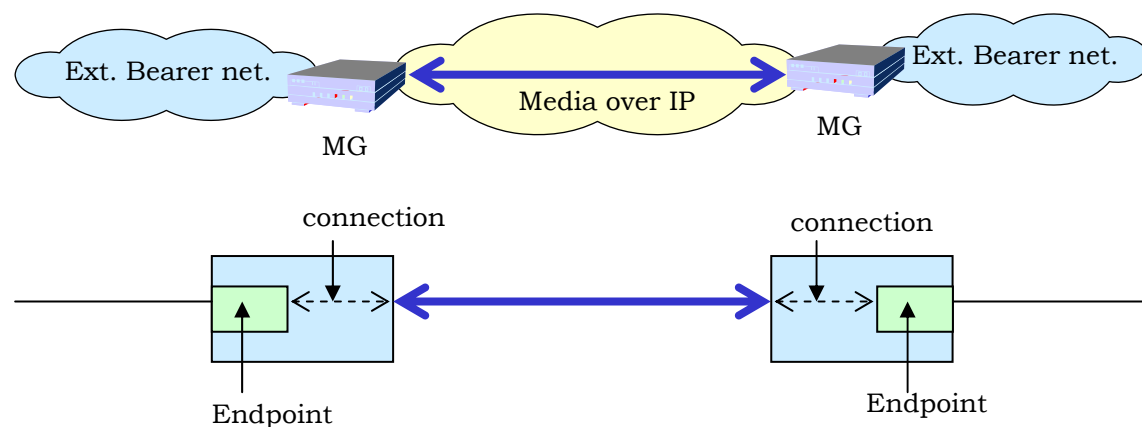 Ext. Bearer net.
Ext. Bearer net.
Media over IP
MG
MG
connection
connection
Endpoint
Endpoint